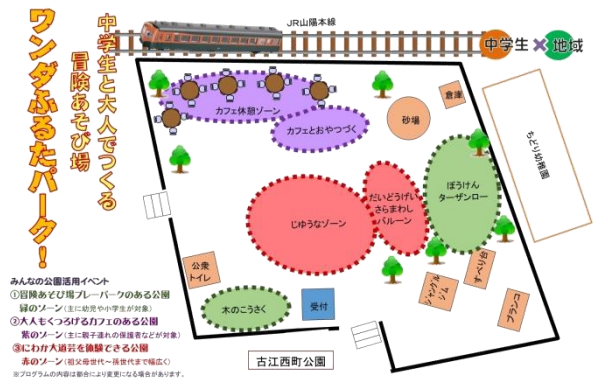 ワンダふるたパーク！
中学生と大人でつくる
冒険あそび場
JR山陽本線
中学生×地域
カフェ休憩ゾーン
カフェとおやつづく
砂場
倉庫
ちどり幼稚園
じゆうなゾーン
だいどうげい
さらまわし
バルーン
ぼうけん
ターザンロー
公衆
トイレ
木のこうさく
受付
ジャングル
ジム
すべり台
ブランコ
古江西町公園
みんなの公園活用イベント
①冒険あそび場プレーパークのある公園
緑のゾーン（主に幼児や小学生が対象）
②大人もくつろげるカフェのある公園
紫のゾーン（主に親子連れの保護者などが対象）
③にわか大道芸を体験できる公園
赤のゾーン（祖父母世代～孫世代まで幅広く）
※プログラムの内容は都合により変更になる場合があります。